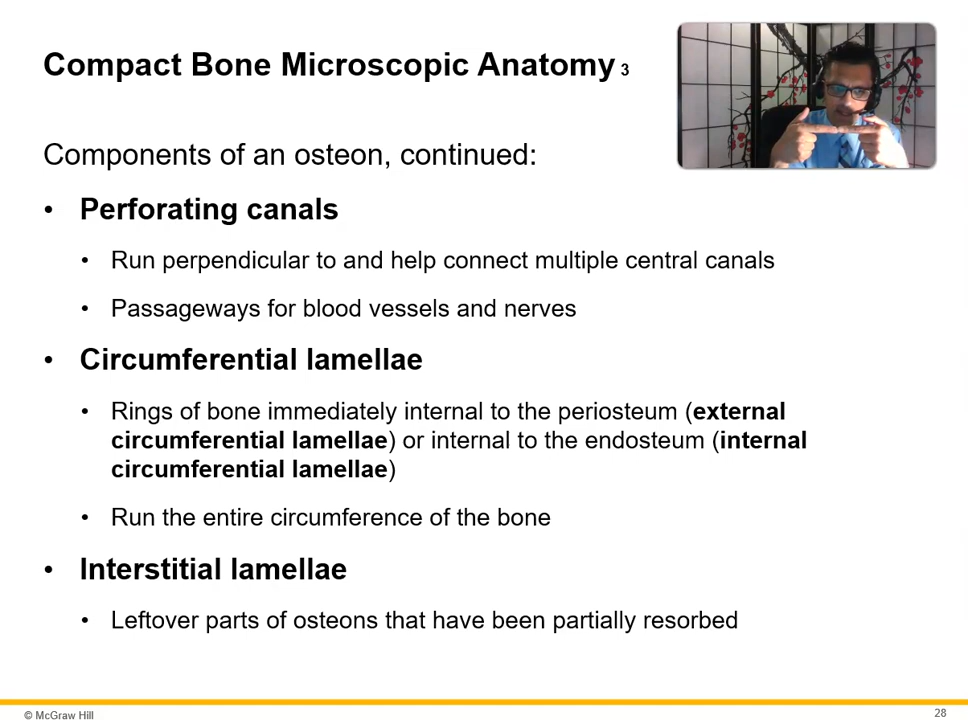 Compact Bone Microscopic Anatomy 3
Components of an osteon, continued:
• Perforating canals
• Run perpendicular to and help connect multiple central canals
• Passageways for blood vessels and nerves
• Circumferential lamellae
• Rings of bone immediately internal to the periosteum (external
circumferential lamellae) or internal to the endosteum (internal
circumferential lamellae)
• Run the entire circumference of the bone
• Interstitial lamellae
• Leftover parts of osteons that have been partially resorbed
© McGraw Hill
28